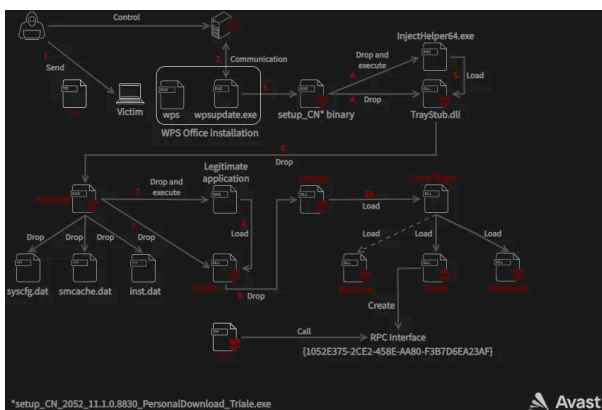 Control
1.
Send
Victim
2. Communication
wps
wpsupdate.exe
WPS Office installation
3.
setup_CN* binary
4.
Drop and
execute
4. Drop
InjectHelper64.exe
5.
Load
TrayStub.dll
6.
Drop
7.
Drop and
execute
Legitimate
application
7.
Drop
Drop
Drop
Drop
syscfg.dat
smcache.dat
inst.dat
8.
Load
9. Drop
10.
Load
CorePlugin
Load
Load
Load
Create
Call
RPC Interface
{1052E375-2CE2-458E-AA80-F3B7D6EA23AF}
*setup_CN_2052_11.1.0.8830_PersonalDownload_Triale.exe
Avast